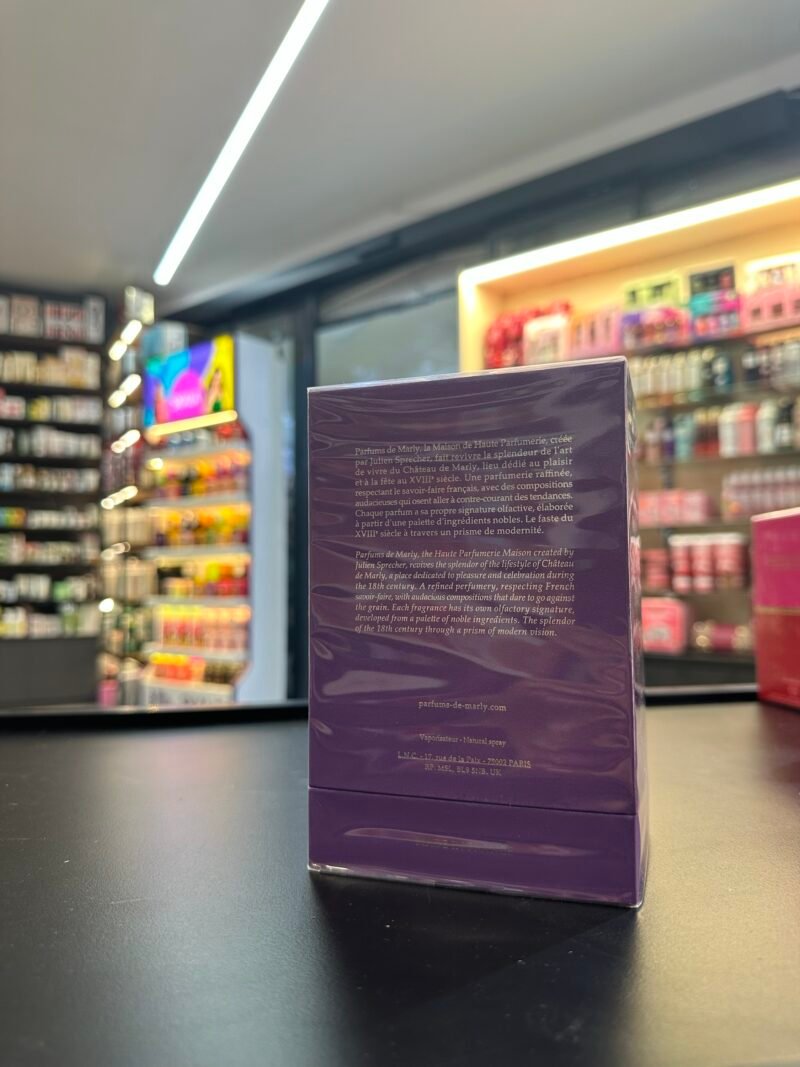 Parfums de Marly, la Maison de Haute Parfumerie, créée
par Julien Sprecher, fait revivre la splendeur de l'art
de vivre du Château de Marly, lieu dédié au plaisir
et à la fête au XVIIIᵉ siècle. Une parfumerie raffinée,
respectant le savoir-faire français, avec des compositions
audacieuses qui osent aller à contre-courant des tendances.
Chaque parfum a sa propre signature olfactive, élaborée
à partir d'une palette d'ingrédients nobles. Le faste du
XVIIIᵉ siècle à travers un prisme de modernité.
Parfums de Marly, the Haute Parfumerie Maison created by
Julien Sprecher, revives the splendor of the lifestyle of Château
de Marly, a place dedicated to pleasure and celebration during
the 18th century. A refined perfumery, respecting French
savoir-faire, with audacious compositions that dare to go against
the grain. Each fragrance has its own olfactory signature,
developed from a palette of noble ingredients. The splendor
of the 18th century through a prism of modern vision.
parfums-de-marly.com
Vaporisateur - Natural spray
L.N.C. - 17, rue de la Paix - 75002 PARIS
RP: M9L, BL9 5NB, UK